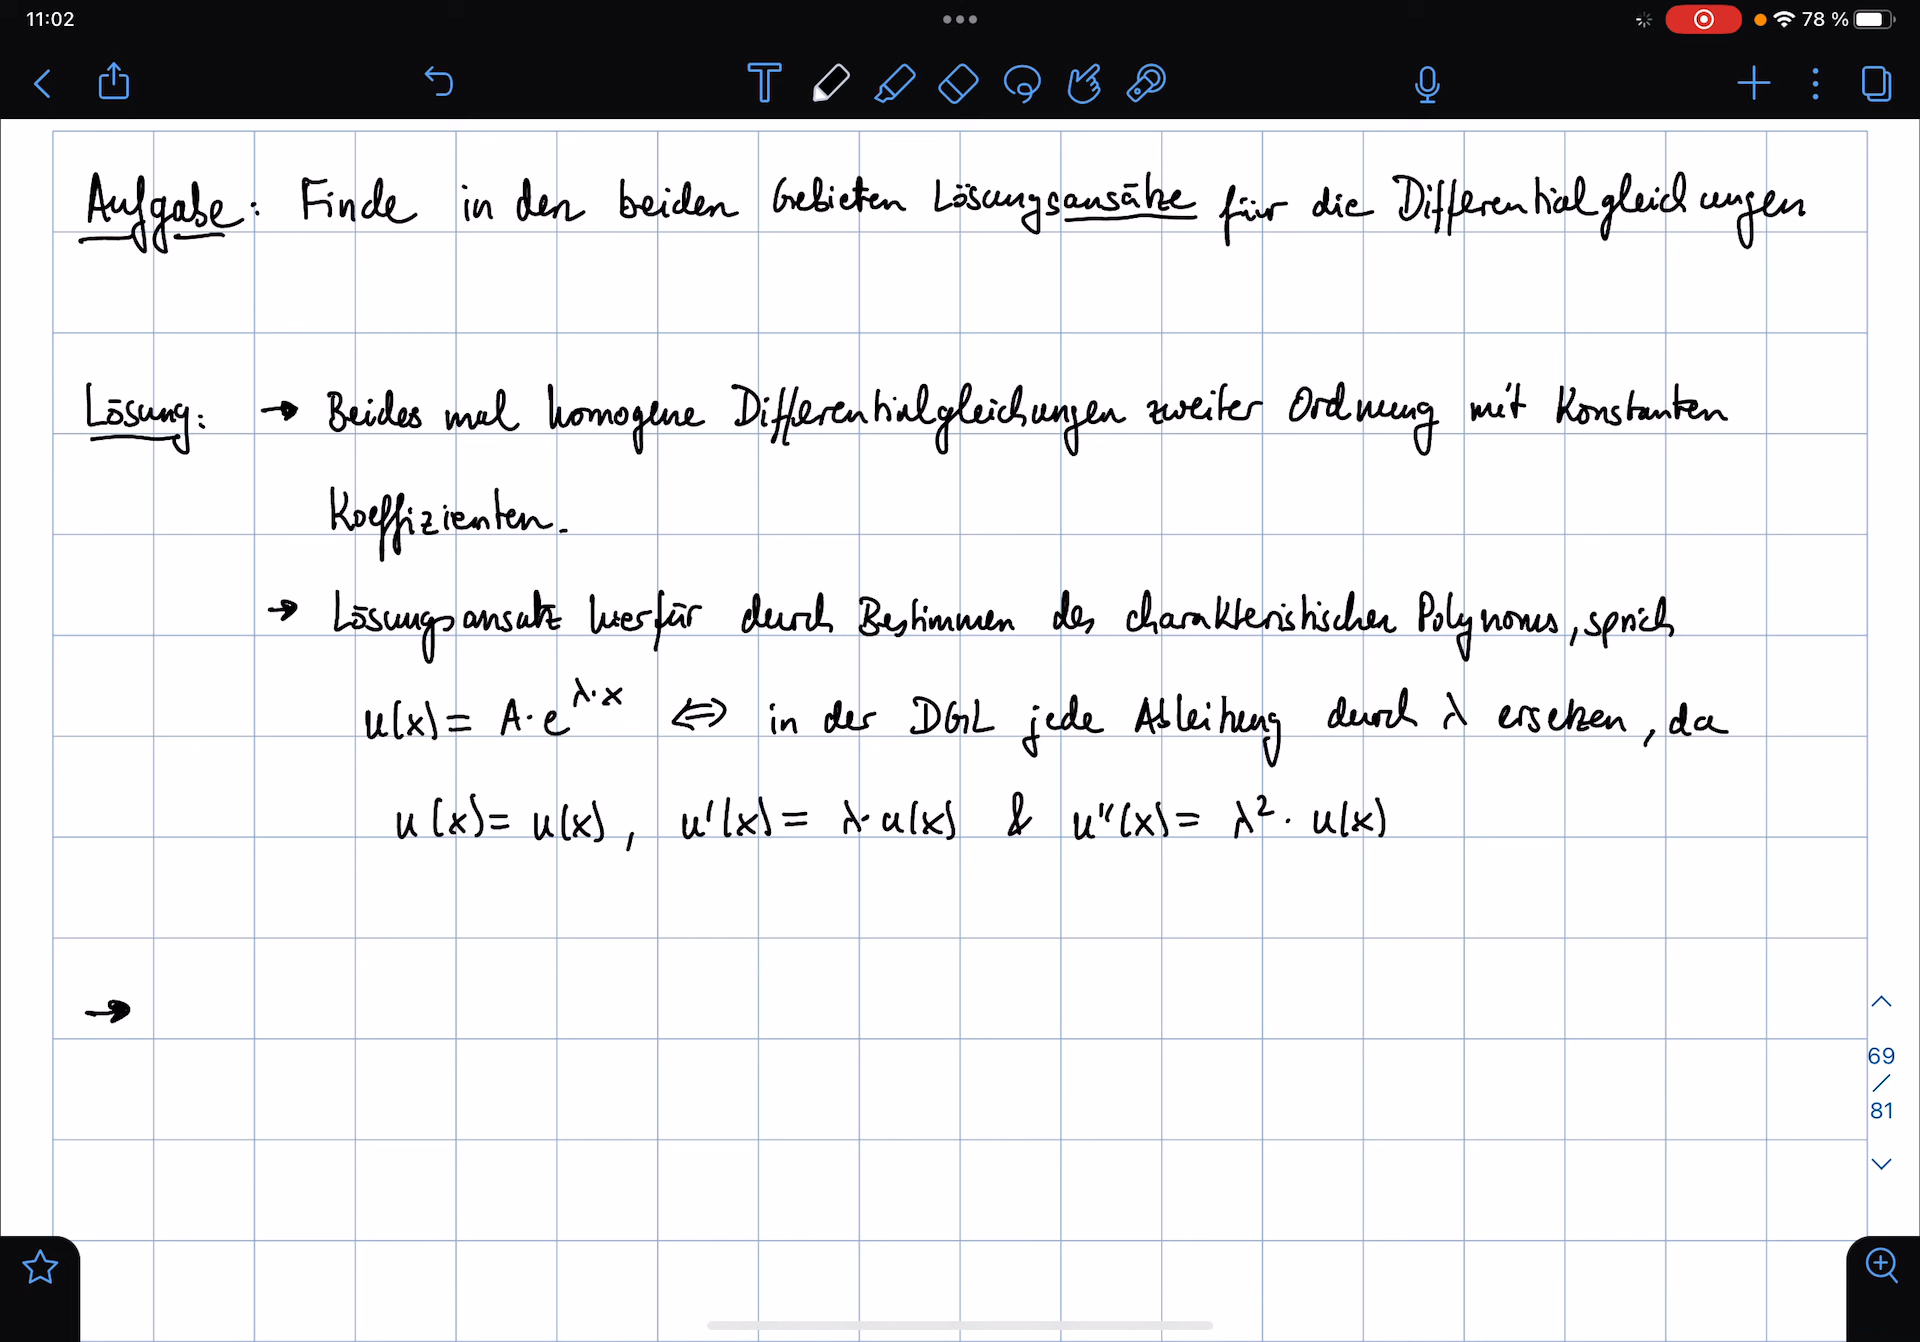 11:02
78 %
Aufgabe: Finde in den beiden Gebieten Lösungsansätze für die Differentialgleichungen
Lösung: → Beides mal homogene Differentialgleichungen zweiter Ordnung mit Konstanten
Koeffizienten.
→ Lösungsansatz hierfür durch Bestimmen des charakteristischen Polynoms, sprich
u(x) = A · e^{λ·x} ⇔ in der DGL jede Ableitung durch λ ersetzen, da
u(x) = u(x), u'(x) = λ · u(x) & u''(x) = λ² · u(x)
→
69
/
81